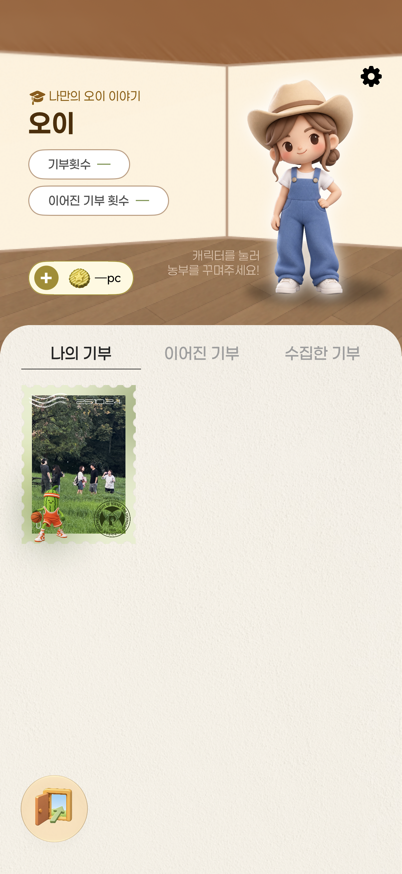 나만의 오이 이야기
오이
기부횟수 —
이어진 기부 횟수 —
—pc
캐릭터를 눌러
농부를 꾸며주세요!
나의 기부
이어진 기부
수집한 기부